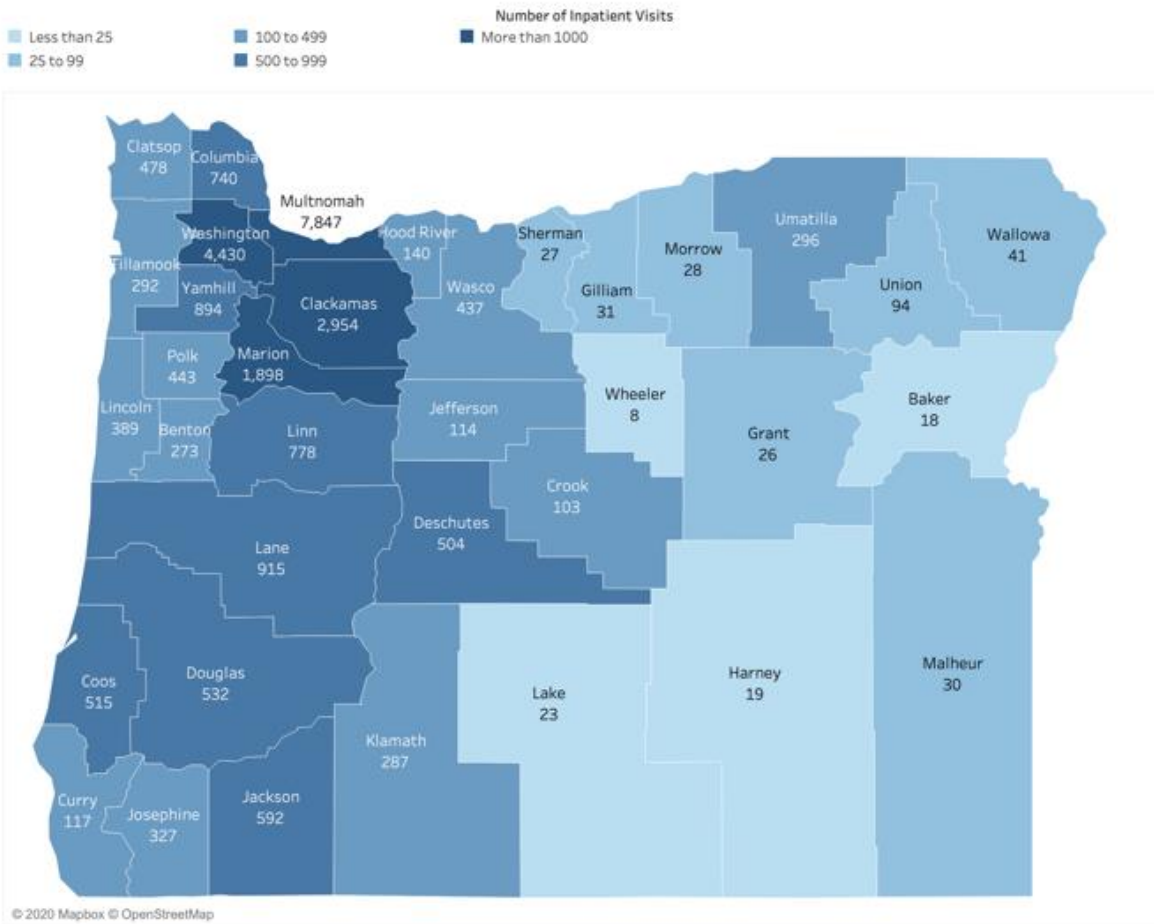 Number of Inpatient Visits
Less than 25
100 to 499
More than 1000
25 to 99
500 to 999
Clatsop
478
Columbia
740
Multnomah
7,847
Washington
4,430
Hood River
140
Sherman
27
Morrow
28
Umatilla
296
Wallowa
41
Tillamook
292
Yamhill
894
Clackamas
2,954
Wasco
437
Gilliam
31
Union
94
Polk
443
Marion
1,898
Wheeler
8
Baker
18
Lincoln
389
Benton
273
Linn
778
Jefferson
114
Grant
26
Crook
103
Deschutes
504
Lane
915
Coos
515
Douglas
532
Lake
23
Harney
19
Malheur
30
Klamath
287
Curry
117
Josephine
327
Jackson
592
© 2020 Mapbox © OpenStreetMap